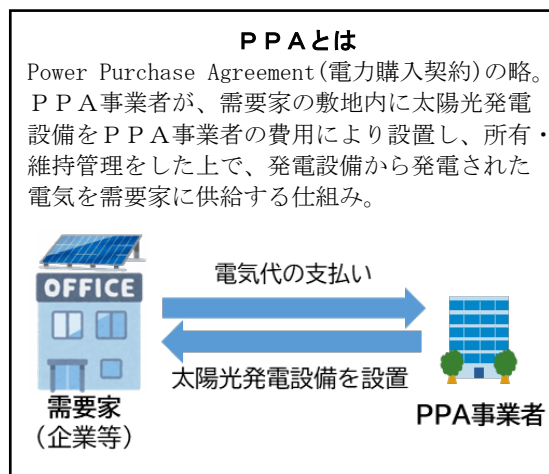 ＰＰＡとは
Power Purchase Agreement(電力購入契約)の略。
ＰＰＡ事業者が、需要家の敷地内に太陽光発電
設備をＰＰＡ事業者の費用により設置し、所有・
維持管理をした上で、発電設備から発電された
電気を需要家に供給する仕組み。
電気代の支払い
OFFICE
太陽光発電設備を設置
需要家
（企業等）
PPA事業者